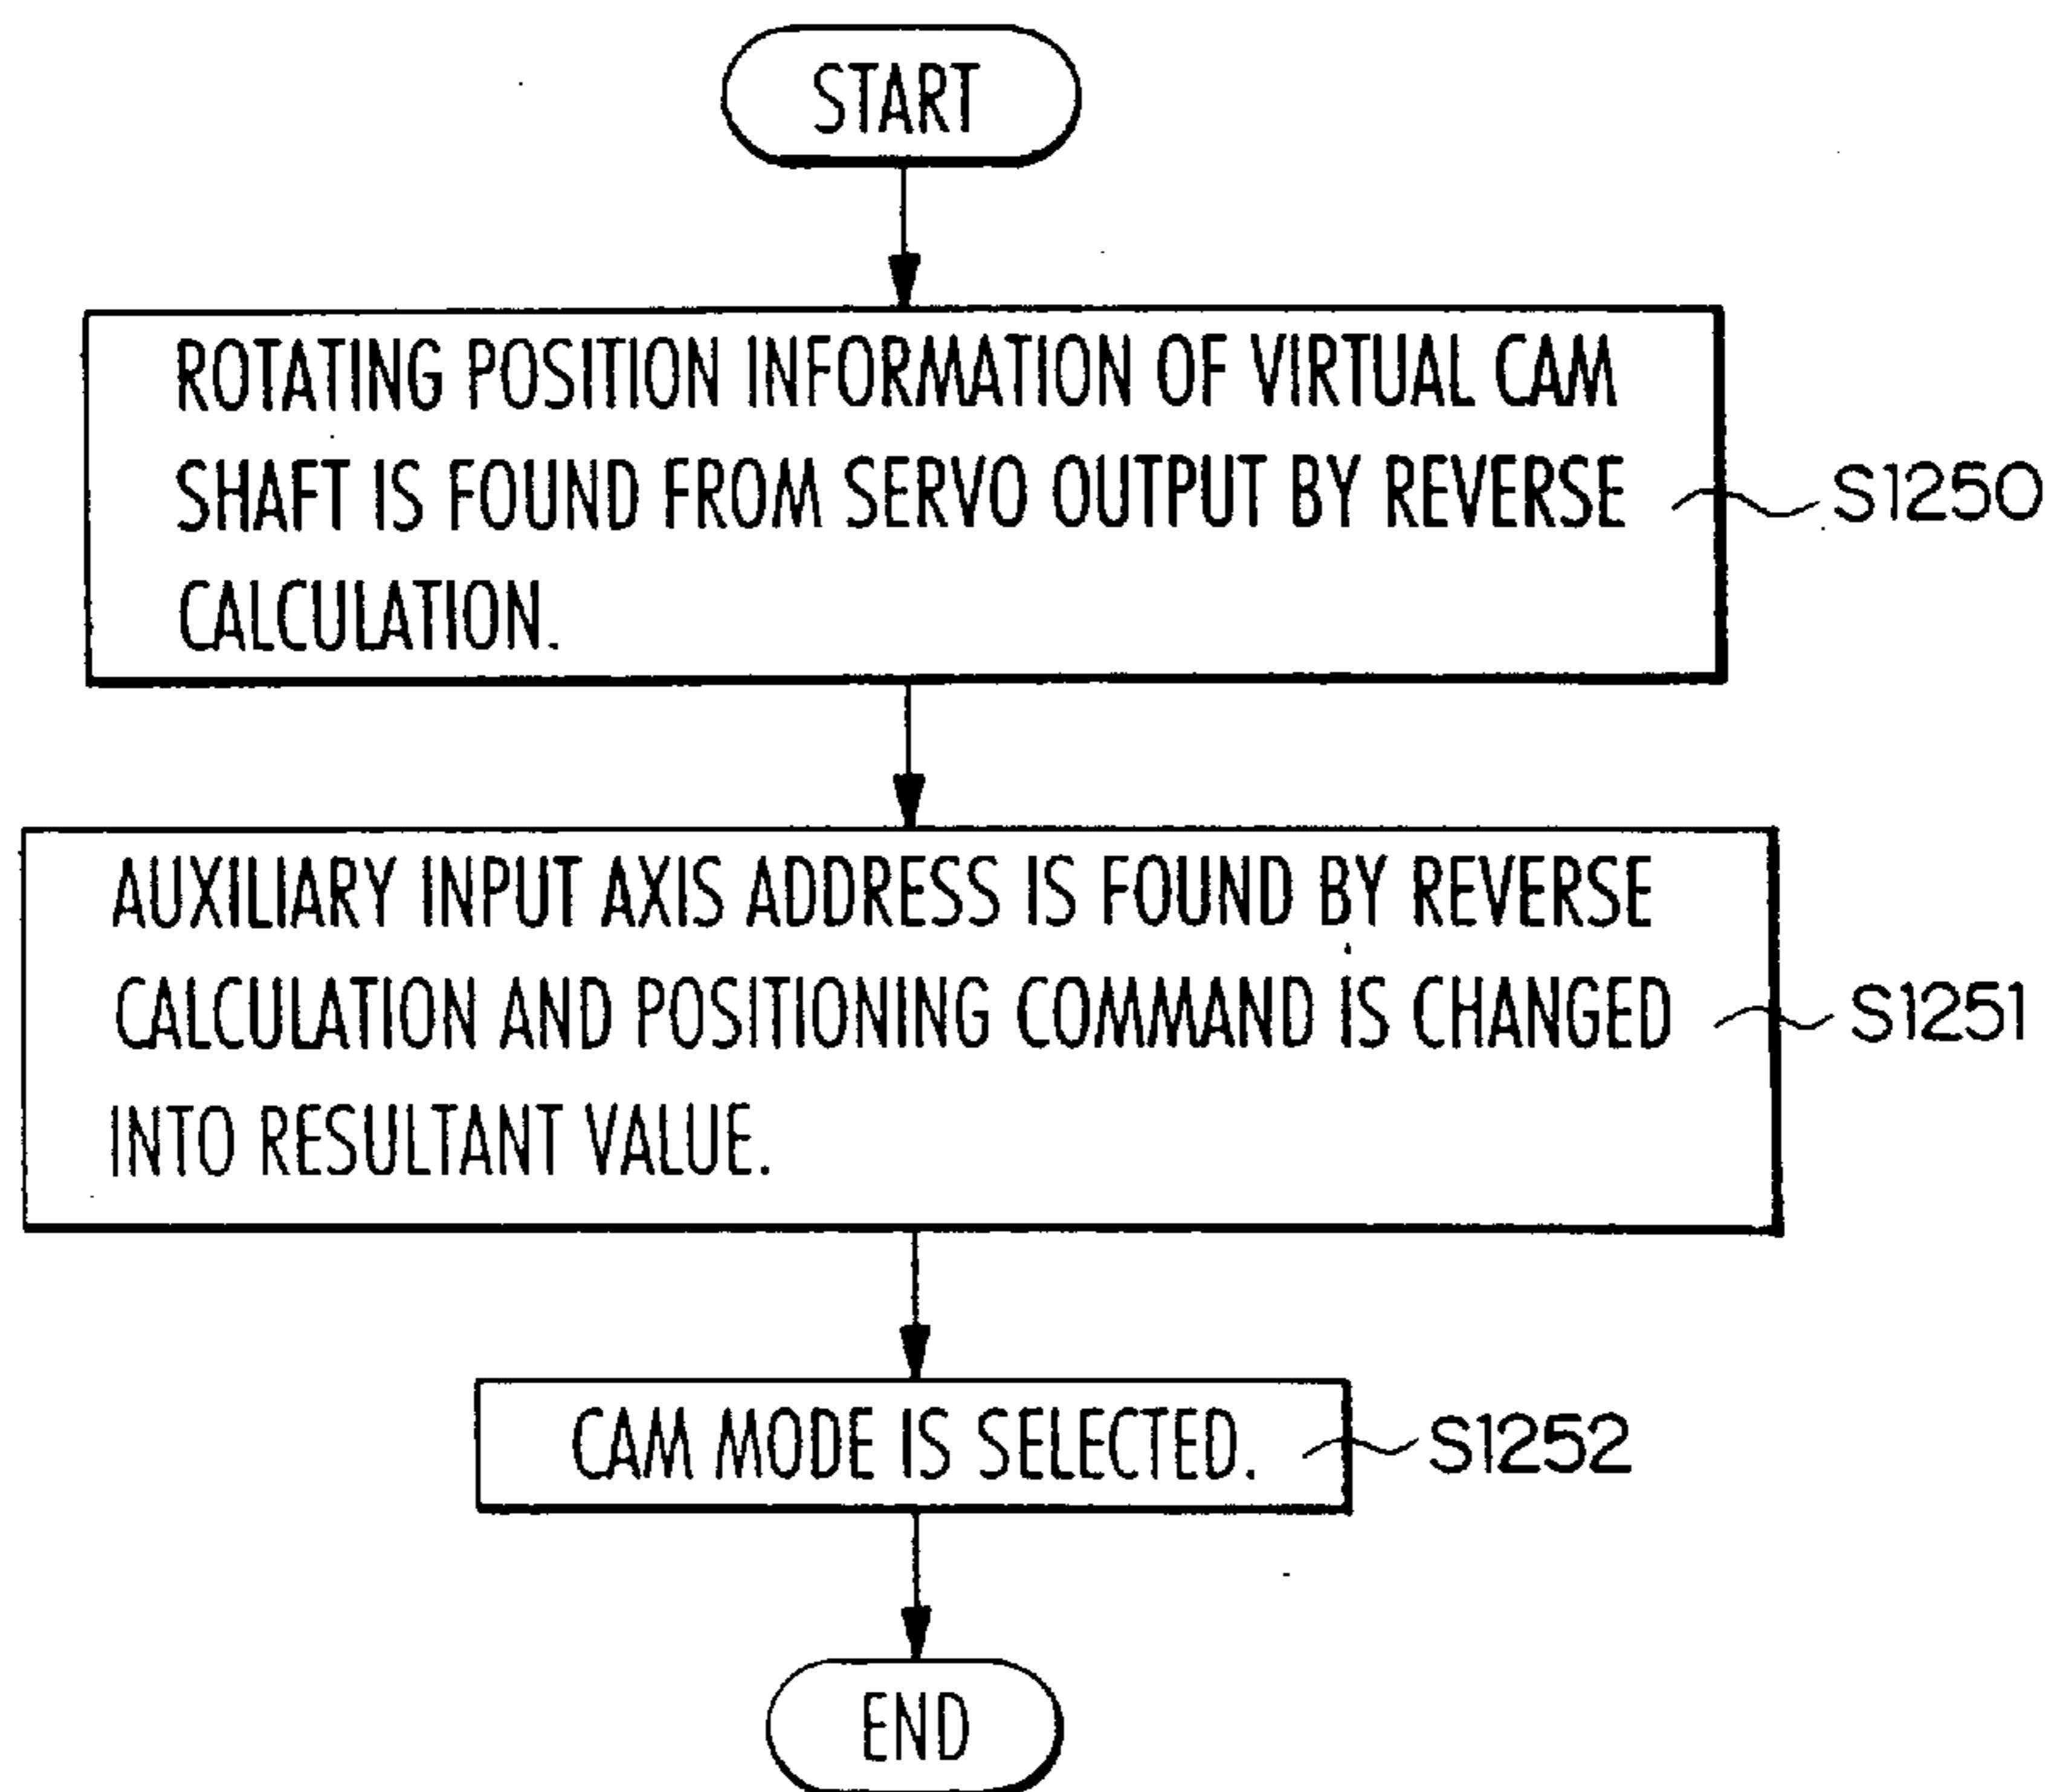 START
ROTATING POSITION INFORMATION OF VIRTUAL CAM
SHAFT IS FOUND FROM SERVO OUTPUT BY REVERSE
CALCULATION.
S1250
AUXILIARY INPUT AXIS ADDRESS IS FOUND BY REVERSE
CALCULATION AND POSITIONING COMMAND IS CHANGED
INTO RESULTANT VALUE.
S1251
CAM MODE IS SELECTED.
S1252
END